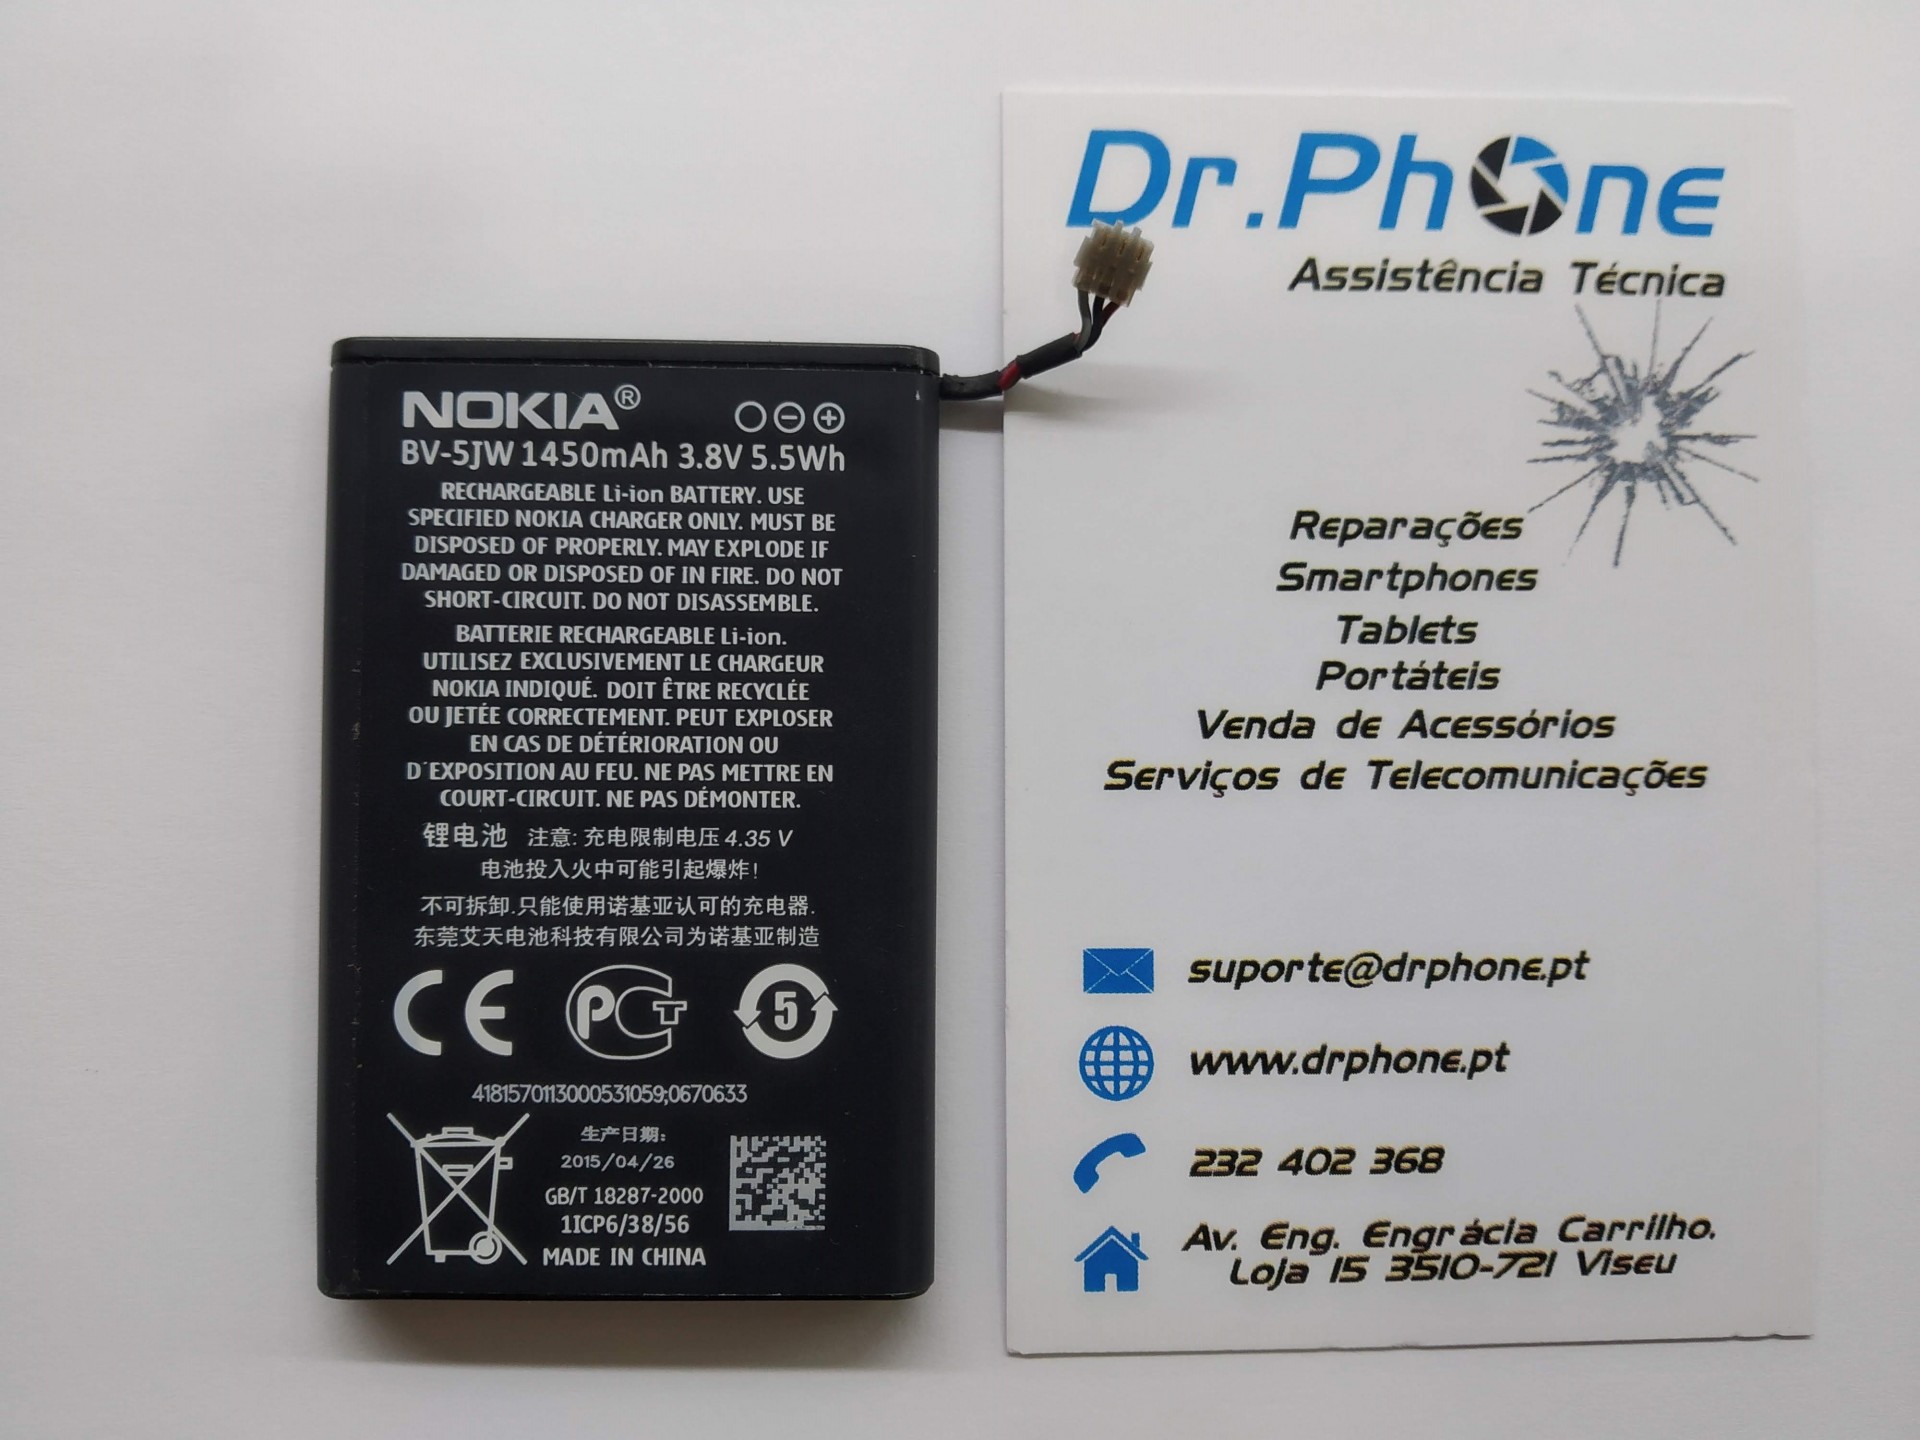 NOKIA®
BV-5JW 1450mAh 3.8V 5.5Wh
RECHARGEABLE Li-ion BATTERY. USE
SPECIFIED NOKIA CHARGER ONLY. MUST BE
DISPOSED OF PROPERLY. MAY EXPLODE IF
DAMAGED OR DISPOSED OF IN FIRE. DO NOT
SHORT-CIRCUIT. DO NOT DISASSEMBLE.
BATTERIE RECHARGEABLE Li-ion.
UTILISEZ EXCLUSIVEMENT LE CHARGEUR
NOKIA INDIQUÉ. DOIT ÊTRE RECYCLÉE
OU JETÉE CORRECTEMENT. PEUT EXPLOSER
EN CAS DE DÉTÉRIORATION OU
D'EXPOSITION AU FEU. NE PAS METTRE EN
COURT-CIRCUIT. NE PAS DÉMONTER.
锂电池 注意: 充电限制电压 4.35 V
电池投入火中可能引起爆炸!
不可拆卸.只能使用诺基亚认可的充电器.
东莞艾天电池科技有限公司为诺基亚制造
CE PCT 5
4181570113000531059;0670633
生产日期:
2015/04/26
GB/T 18287-2000
1ICP6/38/56
MADE IN CHINA
Dr.Phone
Assistência Técnica
Reparações
Smartphones
Tablets
Portáteis
Venda de Acessórios
Serviços de Telecomunicações
suporte@drphone.pt
www.drphone.pt
232 402 368
Av. Eng. Engrácia Carrilho.
Loja 15 3510-721 Viseu